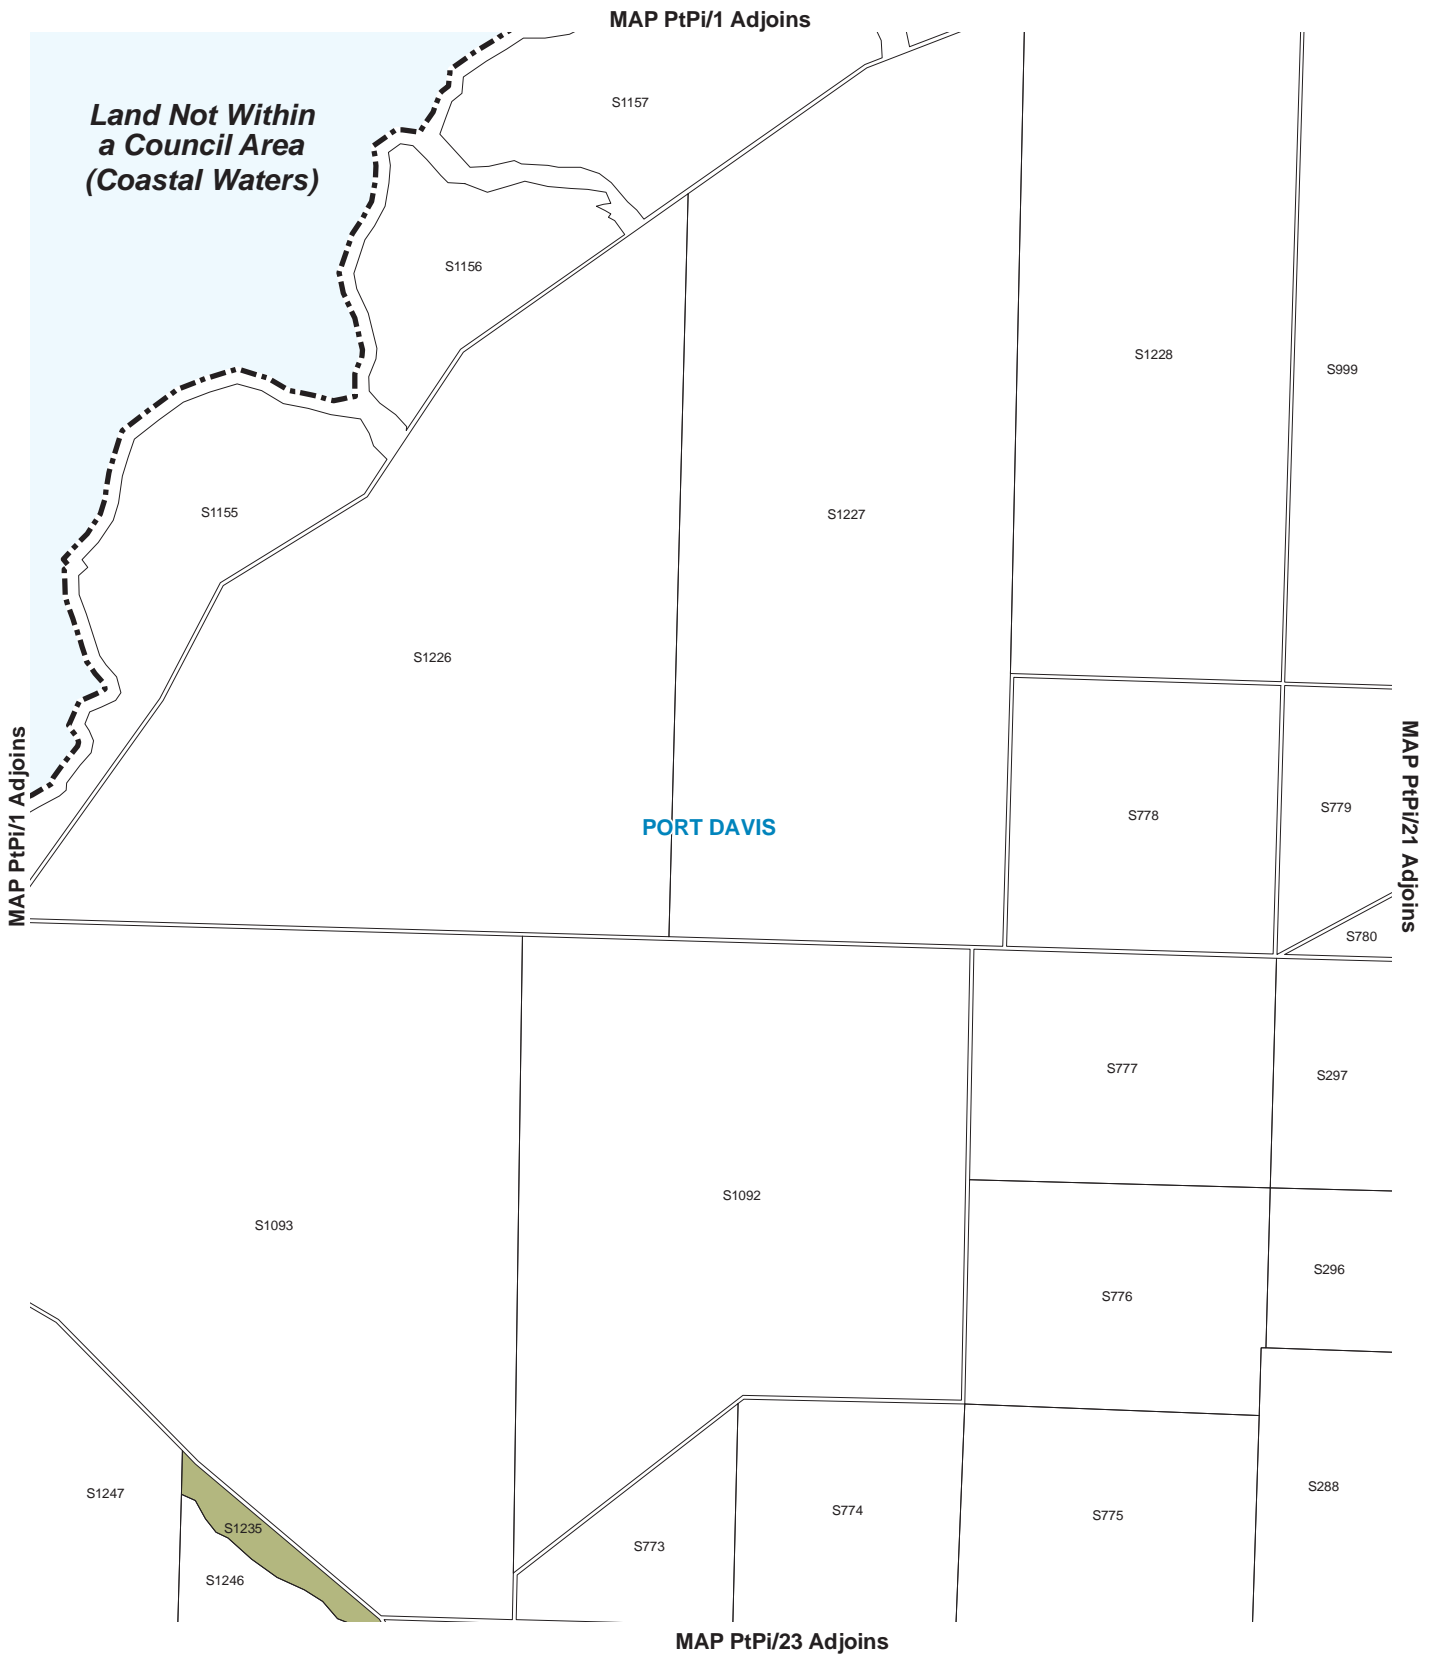 MAP PtPi/1 Adjoins
Land Not Within
a Council Area
(Coastal Waters)
S1157
S1156
S1228
S999
S1155
S1227
S1226
MAP PtPi/1 Adjoins
MAP PtPi/21 Adjoins
S779
S778
PORT DAVIS
S780
S777
S297
S1092
S1093
S296
S776
S288
S1247
S774
S775
S1235
S773
S1246
MAP PtPi/23 Adjoins